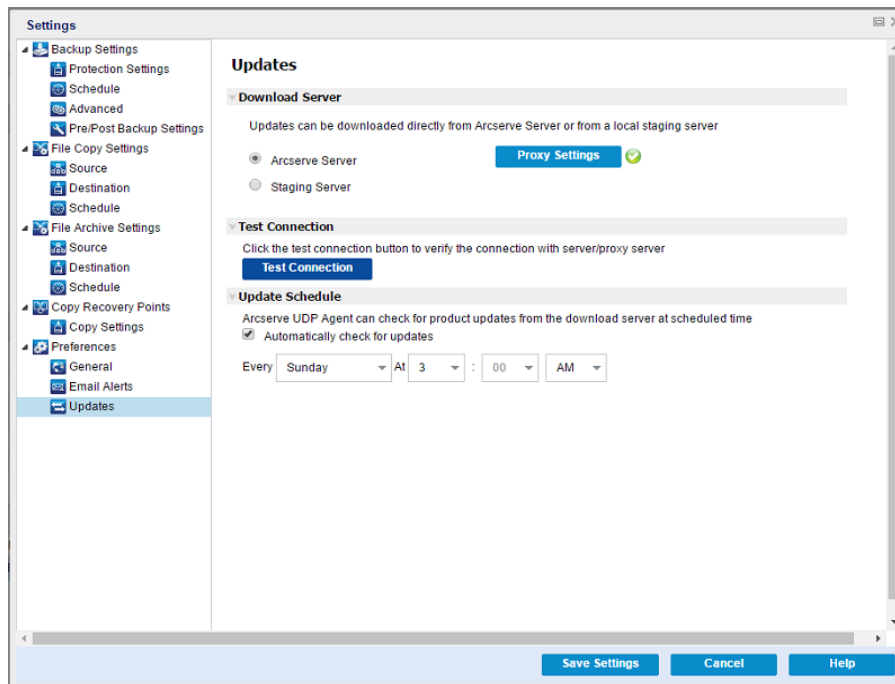 Settings
Backup Settings
Protection Settings
Schedule
Advanced
Pre/Post Backup Settings
File Copy Settings
Source
Destination
Schedule
File Archive Settings
Source
Destination
Schedule
Copy Recovery Points
Copy Settings
Preferences
General
Email Alerts
Updates
Updates
Download Server
Updates can be downloaded directly from Arcserve Server or from a local staging server
Arcserve Server
Proxy Settings
Staging Server
Test Connection
Click the test connection button to verify the connection with server/proxy server
Test Connection
Update Schedule
Arcserve UDP Agent can check for product updates from the download server at scheduled time
Automatically check for updates
Every Sunday At 3 : 00 AM
Save Settings Cancel Help